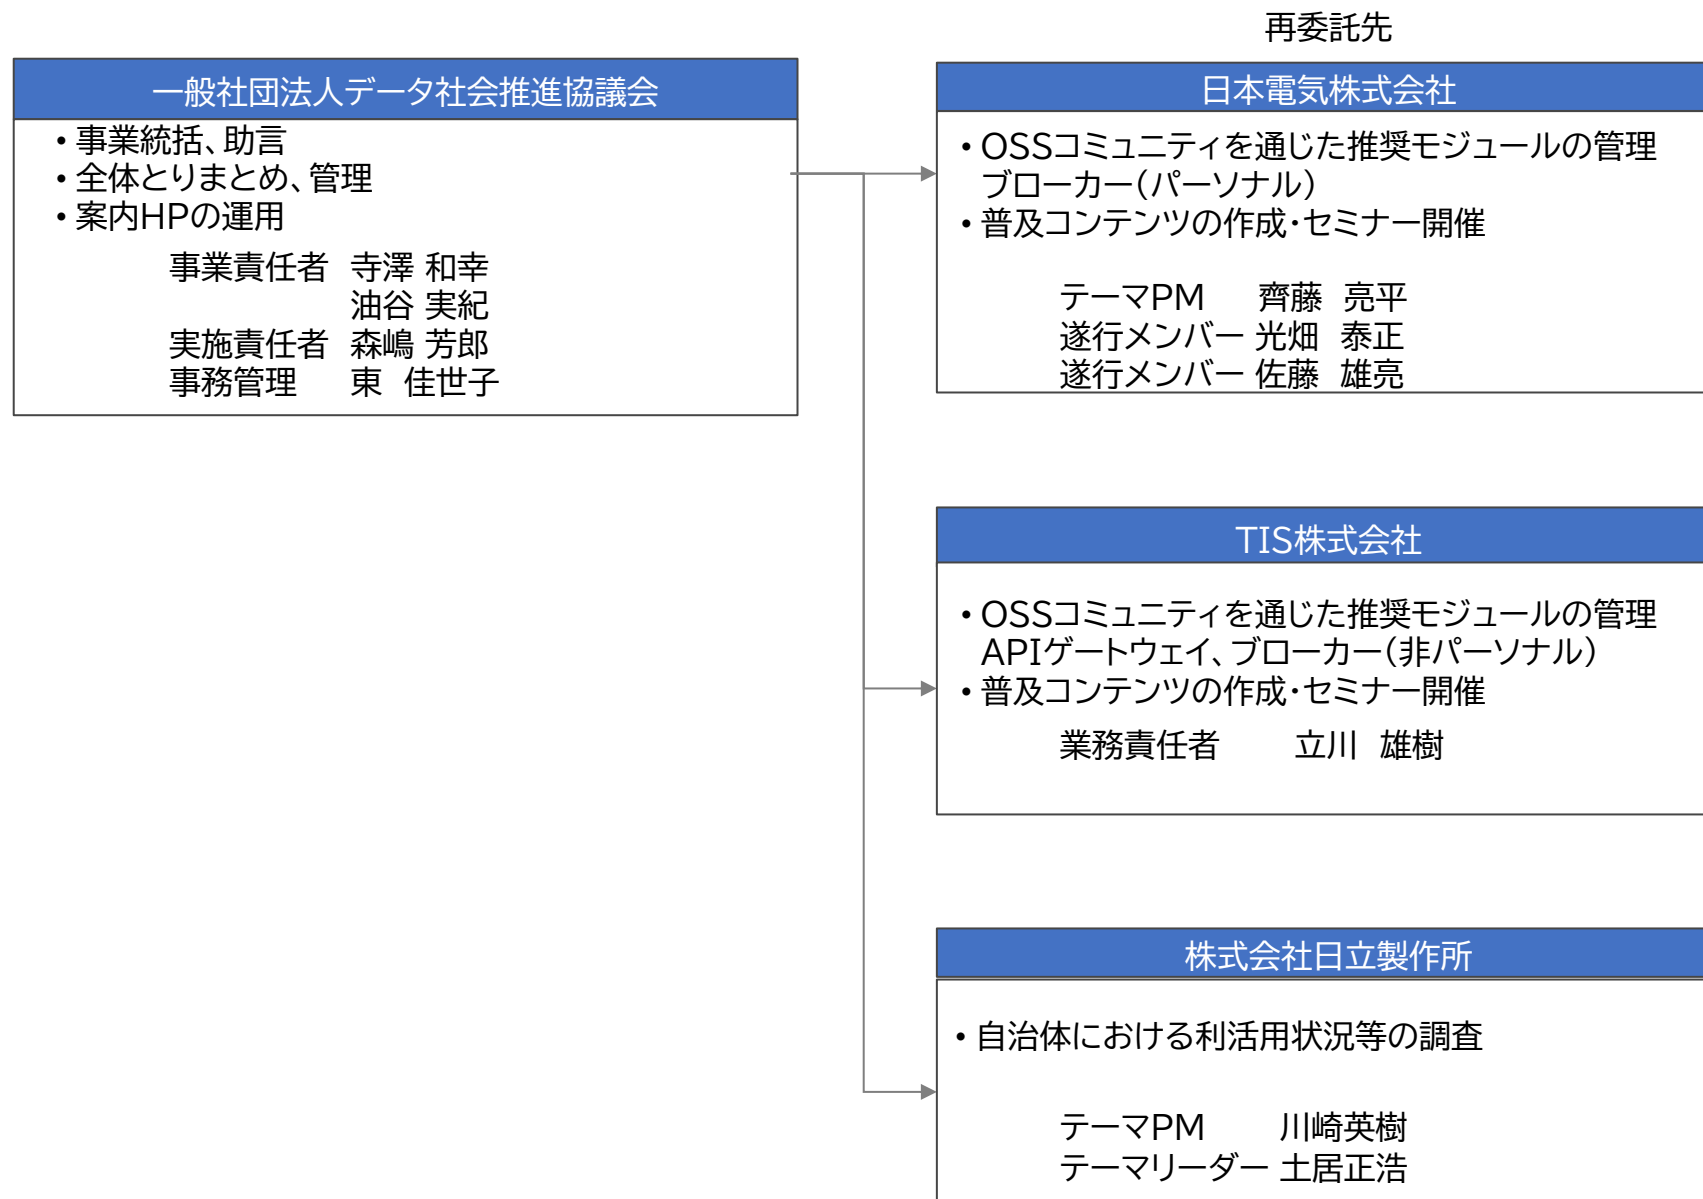 再委託先
一般社団法人データ社会推進協議会
• 事業統括、助言
• 全体とりまとめ、管理
• 案内HPの運用
事業責任者 寺澤 和幸
油谷 実紀
実施責任者 森嶋 芳郎
事務管理 東 佳世子
日本電気株式会社
• OSSコミュニティを通じた推奨モジュールの管理
ブローカー(パーソナル)
• 普及コンテンツの作成・セミナー開催
テーマPM 齊藤 亮平
遂行メンバー 光畑 泰正
遂行メンバー 佐藤 雄亮
TIS株式会社
• OSSコミュニティを通じた推奨モジュールの管理
APIゲートウェイ、ブローカー(非パーソナル)
• 普及コンテンツの作成・セミナー開催
業務責任者 立川 雄樹
株式会社日立製作所
• 自治体における利活用状況等の調査
テーマPM 川崎英樹
テーマリーダー 土居正浩